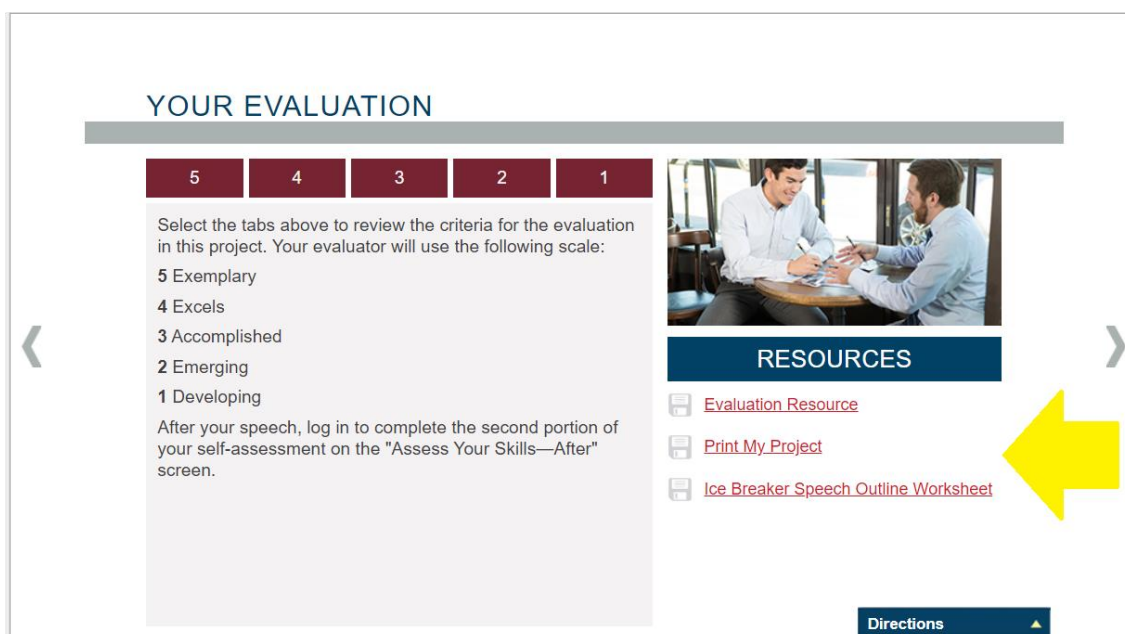 YOUR EVALUATION
5 4 3 2 1
Select the tabs above to review the criteria for the evaluation
in this project. Your evaluator will use the following scale:
5 Exemplary
4 Excels
3 Accomplished
2 Emerging
1 Developing
After your speech, log in to complete the second portion of
your self-assessment on the "Assess Your Skills—After"
screen.
RESOURCES
Evaluation Resource
Print My Project
Ice Breaker Speech Outline Worksheet
Directions